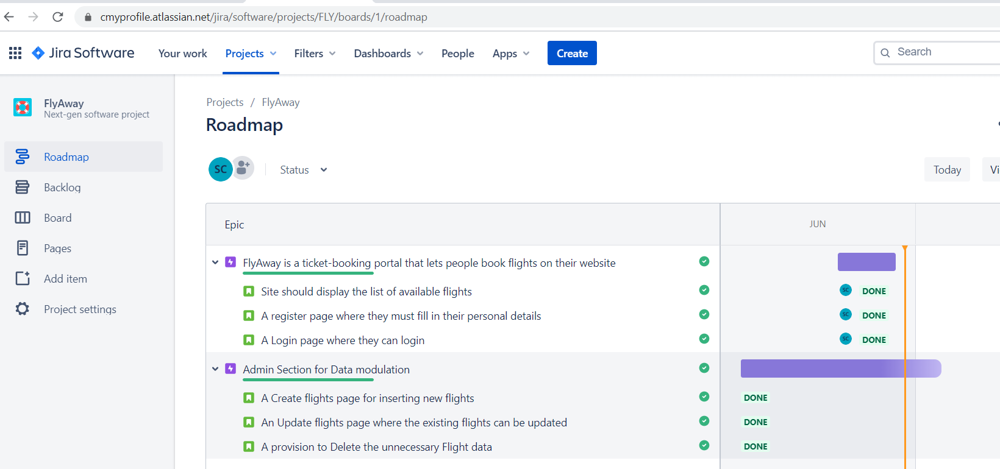 cmyprofile.atlassian.net/jira/software/projects/FLY/boards/1/roadmap
Jira Software Your work Projects Filters Dashboards People Apps Create Search
FlyAway
Next-gen software project
Roadmap
Backlog
Board
Pages
Add item
Project settings
Projects / FlyAway
Roadmap
SC Status Today Vi
Epic JUN
FlyAway is a ticket-booking portal that lets people book flights on their website
Site should display the list of available flights SC DONE
A register page where they must fill in their personal details SC DONE
A Login page where they can login SC DONE
Admin Section for Data modulation
A Create flights page for inserting new flights DONE
An Update flights page where the existing flights can be updated DONE
A provision to Delete the unnecessary Flight data DONE